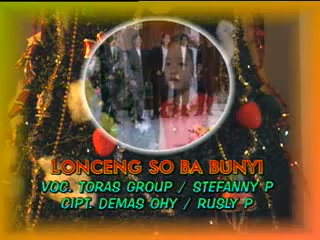 LONCENG SO BA BUNYI
VOC. TORAS GROUP / STEFANNY P
CIPT. DEMAS OHY / RUSLY P